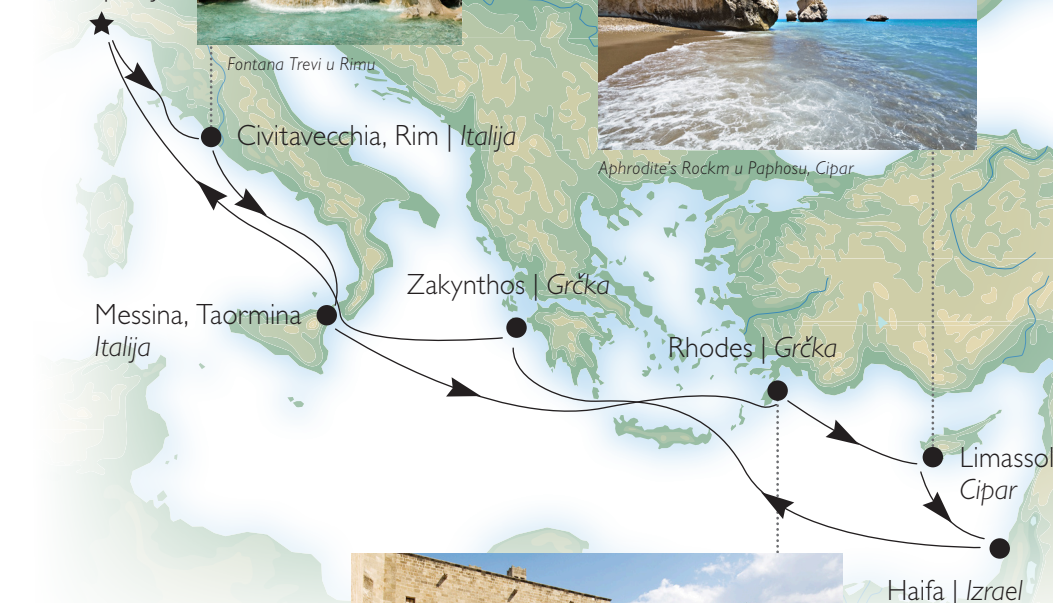 Fontana Trevi u Rimu
Civitavecchia, Rim | Italija
Aphrodite's Rockm u Paphosu, Cipar
Zakynthos | Grčka
Messina, Taormina
Italija
Rhodes | Grčka
Limassol
Cipar
Haifa | Izrael